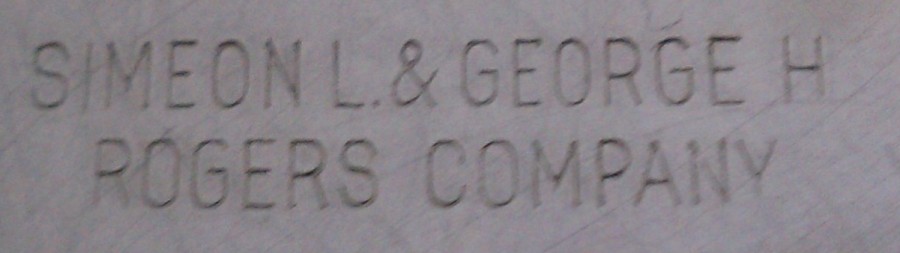 SIMEON L. & GEORGE H
ROGERS COMPANY